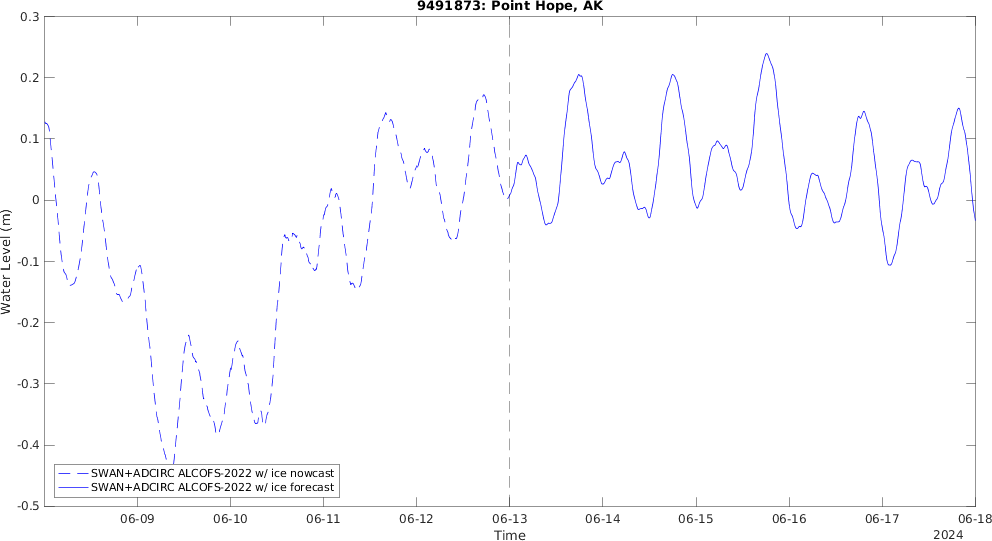 9491873: Point Hope, AK
0.3
0.2
0.1
0
-0.1
-0.2
-0.3
-0.4
-0.5
Water Level (m)
SWAN+ADCIRC ALCOFS-2022 w/ ice nowcast
SWAN+ADCIRC ALCOFS-2022 w/ ice forecast
06-09 06-10 06-11 06-12 06-13 06-14 06-15 06-16 06-17 06-18
Time
2024